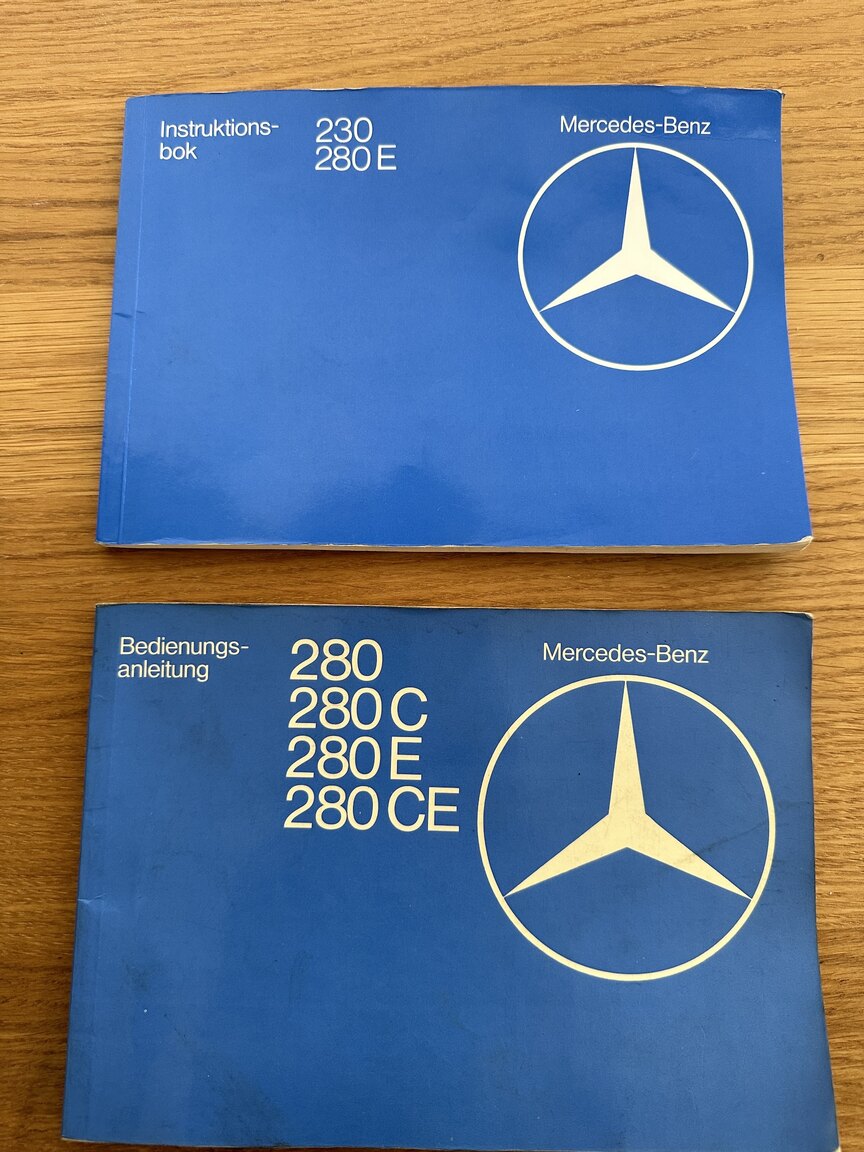 Instruktions-
bok
230
280 E
Mercedes-Benz
Bedienungs-
anleitung
280
280 C
280 E
280 CE
Mercedes-Benz